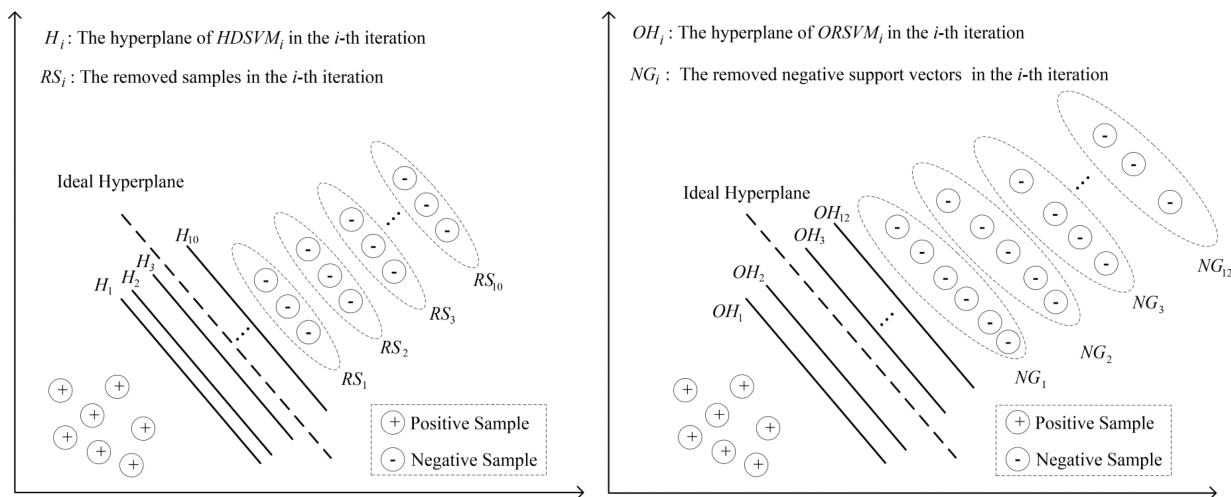 H_i : The hyperplane of HDSVM_i in the i-th iteration
RS_i : The removed samples in the i-th iteration
Ideal Hyperplane
H_10
H_3
H_2
H_1
...
...
RS_10
RS_3
RS_2
RS_1
+ + + + + + +
- - - - - - - - - - - -
+ Positive Sample
- Negative Sample
OH_i : The hyperplane of ORSVM_i in the i-th iteration
NG_i : The removed negative support vectors in the i-th iteration
Ideal Hyperplane
OH_12
OH_3
OH_2
OH_1
...
...
NG_12
NG_3
NG_2
NG_1
+ + + + + + +
- - - - - - - - - - - - - - - - - -
+ Positive Sample
- Negative Sample